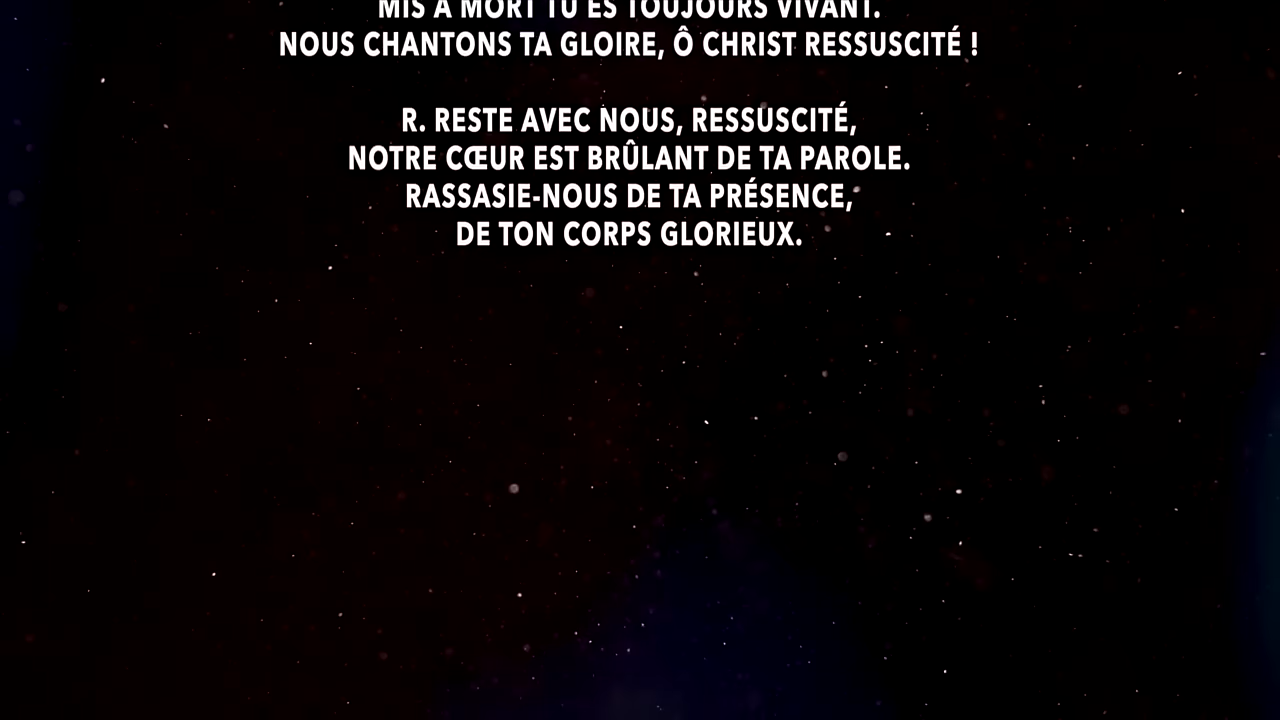 MIS À MORT TU ES TOUJOURS VIVANT.
NOUS CHANTONS TA GLOIRE, Ô CHRIST RESSUSCITÉ !
R. RESTE AVEC NOUS, RESSUSCITÉ,
NOTRE CŒUR EST BRÛLANT DE TA PAROLE.
RASSASIE-NOUS DE TA PRÉSENCE,
DE TON CORPS GLORIEUX.